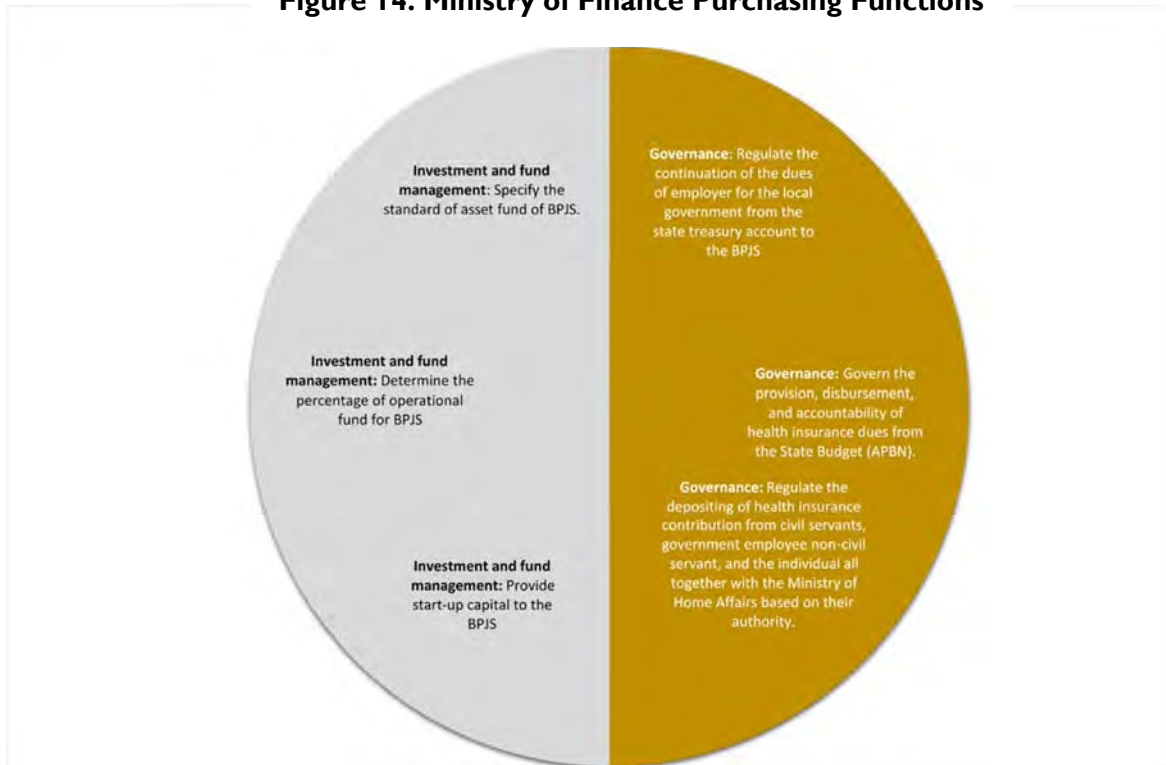 Figure 14. Ministry of Finance Purchasing Functions
Investment and fund
management: Specify the
standard of asset fund of BPJS.
Investment and fund
management: Determine the
percentage of operational
fund for BPJS
Investment and fund
management: Provide
start-up capital to the
BPJS
Governance: Regulate the
continuation of the dues
of employer for the local
government from the
state treasury account to
the BPJS
Governance: Govern the
provision, disbursement,
and accountability of
health insurance dues from
the State Budget (APBN).
Governance: Regulate the
depositing of health insurance
contribution from civil servants,
government employee non-civil
servant, and the individual all
together with the Ministry of
Home Affairs based on their
authority.